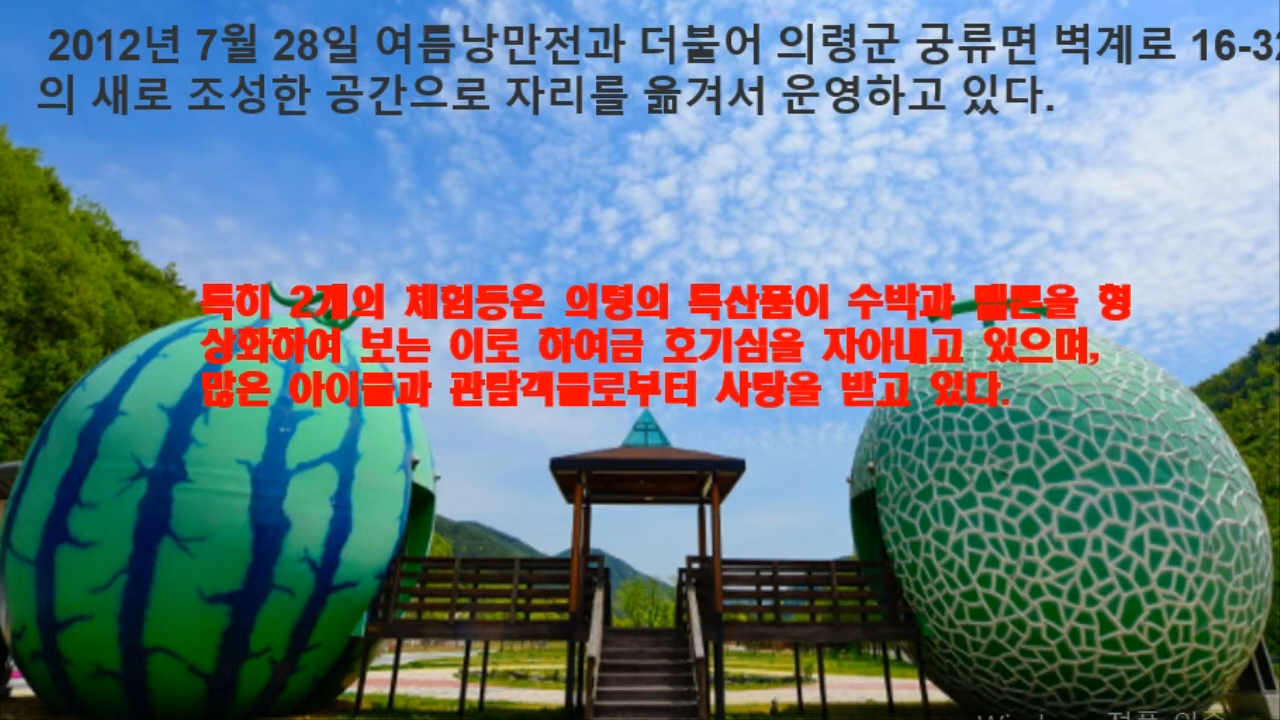 2012년 7월 28일 여름낭만전과 더불어 의령군 궁류면 벽계로 16-32
의 새로 조성한 공간으로 자리를 옮겨서 운영하고 있다.
특히 2개의 체험등은 의령의 특산품이 수박과 멜론을 형
상화하여 보는 이로 하여금 호기심을 자아내고 있으며,
많은 아이들과 관람객들로부터 사랑을 받고 있다.
Windows 정품 인증